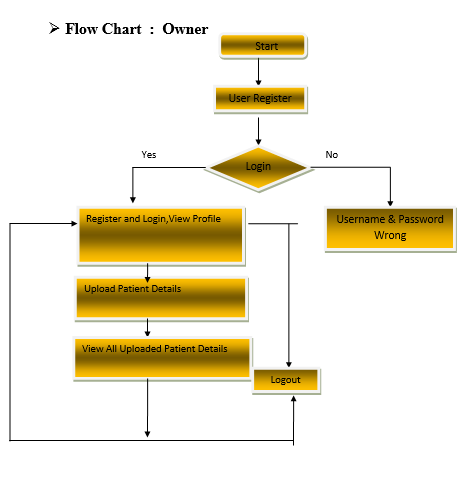 ➢ Flow Chart : Owner
Start
User Register
Login
Yes
No
Register and Login,View Profile
Username & Password
Wrong
Upload Patient Details
View All Uploaded Patient Details
Logout